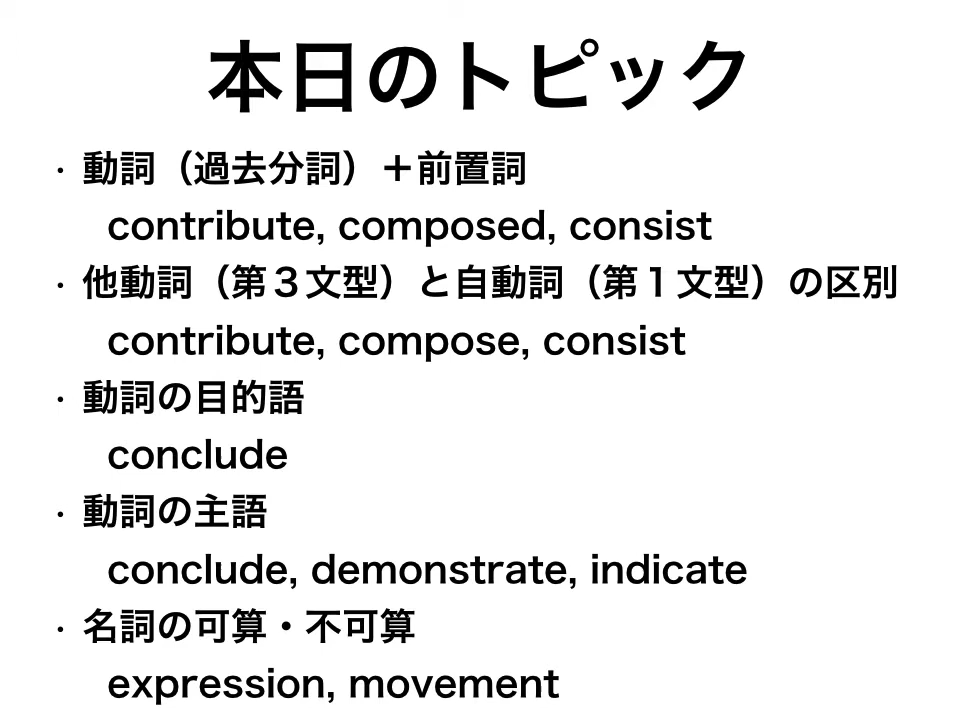 本日のトピック
・動詞（過去分詞）＋前置詞
contribute, composed, consist
・他動詞（第３文型）と自動詞（第１文型）の区別
contribute, compose, consist
・動詞の目的語
conclude
・動詞の主語
conclude, demonstrate, indicate
・名詞の可算・不可算
expression, movement